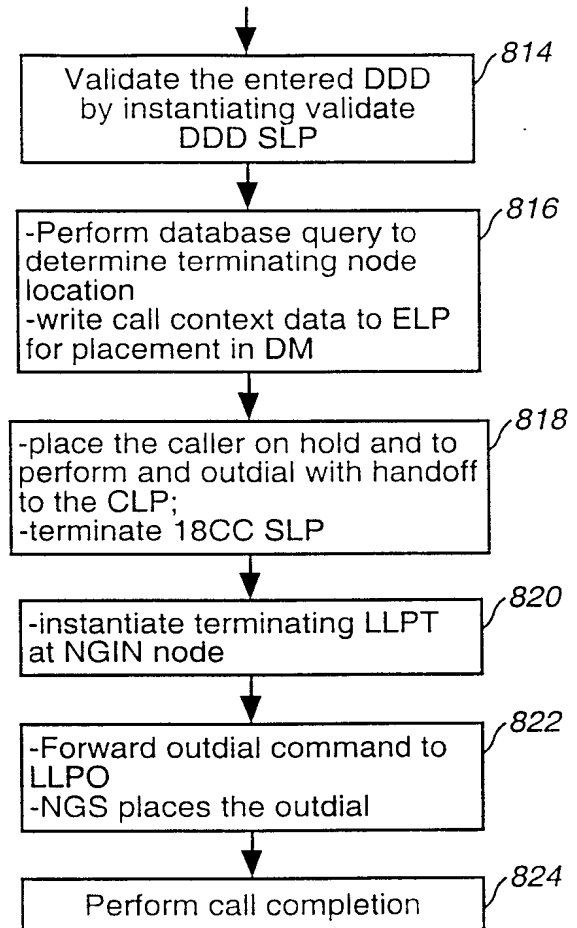 814
Validate the entered DDD
by instantiating validate
DDD SLP
816
-Perform database query to
determine terminating node
location
-write call context data to ELP
for placement in DM
818
-place the caller on hold and to
perform and outdial with handoff
to the CLP;
-terminate 18CC SLP
820
-instantiate terminating LLPT
at NGIN node
822
-Forward outdial command to
LLPO
-NGS places the outdial
824
Perform call completion